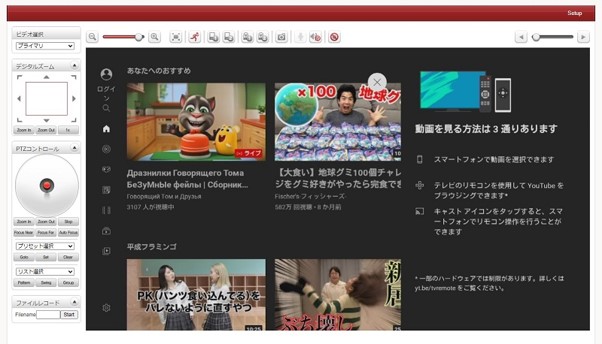 Setup
ビデオ選択
プライマリ
デジタルズーム
Zoom In Zoom Out 1x
PTZコントロール
Zoom In Zoom Out Stop
Focus Near Focus Far Auto Focus
プリセット選択
Goto Set Clear
リスト選択
Pattern Swing Group
ファイルレコード
Filename Start
ログイン
あなたへのおすすめ
ライブ
Дразнилки Говорящего Тома
БеЗуМнЫе фейлы | Сборник...
Говорящий Том и Друзья
3107 人が視聴中
×100 地球グ
【大食い】地球グミ100個チャレ
ジをグミ好きがやったら完食でき
Fischer's-フィッシャーズ-
582万 回視聴・8 か月前
平成フラミンゴ
PK(パンツ食い込んでる)を
バレないように直すやつ
10:25
新
居
ぶち壊し
動画を見る方法は 3 通りあります
スマートフォンで動画を選択できます
テレビのリモコンを使用して YouTube を
ブラウジングできます*
キャスト アイコンをタップすると、スマ
ートフォンでリモコン操作を行うことが
できます
* 一部のハードウェアでは制限があります。詳しくは
yt.be/tvremote をご覧ください。